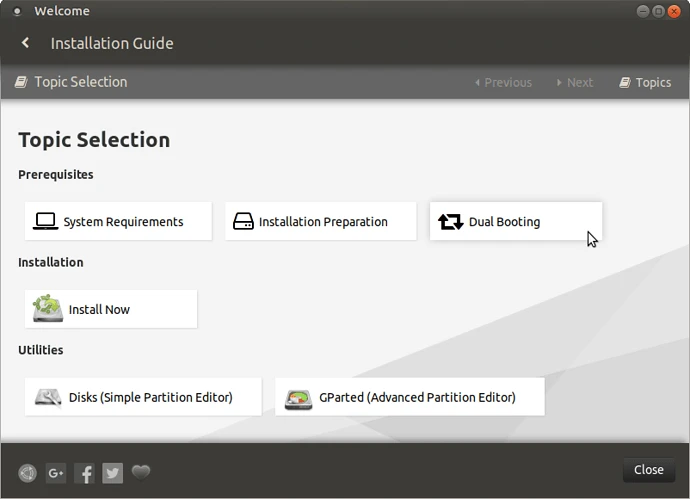 Welcome
Installation Guide
Topic Selection
Previous
Next
Topics
Topic Selection
Prerequisites
System Requirements
Installation Preparation
Dual Booting
Installation
Install Now
Utilities
Disks (Simple Partition Editor)
GParted (Advanced Partition Editor)
G+
Close